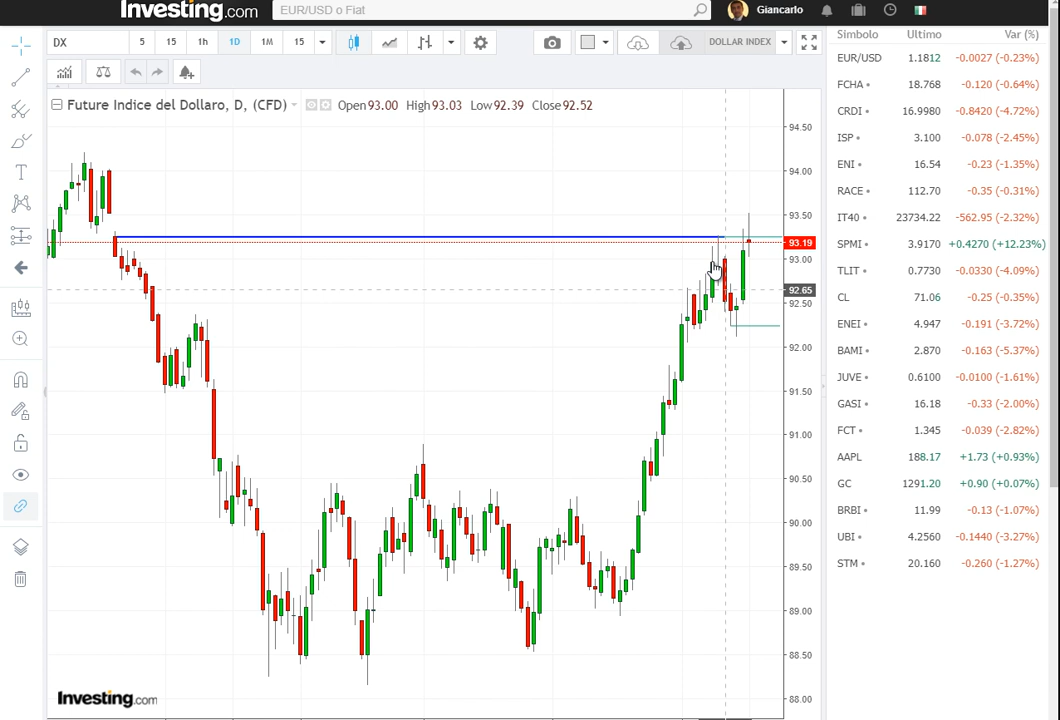 Investing.com EUR/USD o Fiat Giancarlo
DX 5 15 1h 1D 1M 15 DOLLAR INDEX
Future Indice del Dollaro, D, (CFD) Open93.00 High93.03 Low92.39 Close92.52
94.50
94.00
93.50
93.19
93.00
92.65
92.50
92.00
91.50
91.00
90.50
90.00
89.50
89.00
88.50
88.00
Investing.com
Simbolo Ultimo Var (%)
EUR/USD 1.1812 -0.0027 (-0.23%)
FCHA 18.768 -0.120 (-0.64%)
CRDI 16.9980 -0.8420 (-4.72%)
ISP 3.100 -0.078 (-2.45%)
ENI 16.54 -0.23 (-1.35%)
RACE 112.70 -0.35 (-0.31%)
IT40 23734.22 -562.95 (-2.32%)
SPMI 3.9170 +0.4270 (+12.23%)
TLIT 0.7730 -0.0330 (-4.09%)
CL 71.06 -0.25 (-0.35%)
ENEI 4.947 -0.191 (-3.72%)
BAMI 2.870 -0.163 (-5.37%)
JUVE 0.6100 -0.0100 (-1.61%)
GASI 16.18 -0.33 (-2.00%)
FCT 1.345 -0.039 (-2.82%)
AAPL 188.17 +1.73 (+0.93%)
GC 1291.20 +0.90 (+0.07%)
BRBI 11.99 -0.13 (-1.07%)
UBI 4.2560 -0.1440 (-3.27%)
STM 20.160 -0.260 (-1.27%)